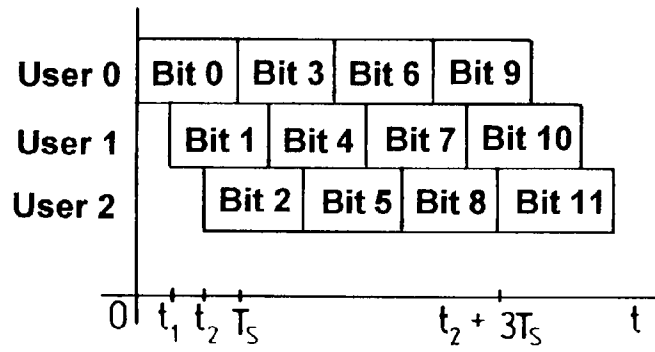 User 0 Bit 0 Bit 3 Bit 6 Bit 9
User 1 Bit 1 Bit 4 Bit 7 Bit 10
User 2 Bit 2 Bit 5 Bit 8 Bit 11
0 t₁ t₂ Tₛ t₂ + 3Tₛ t